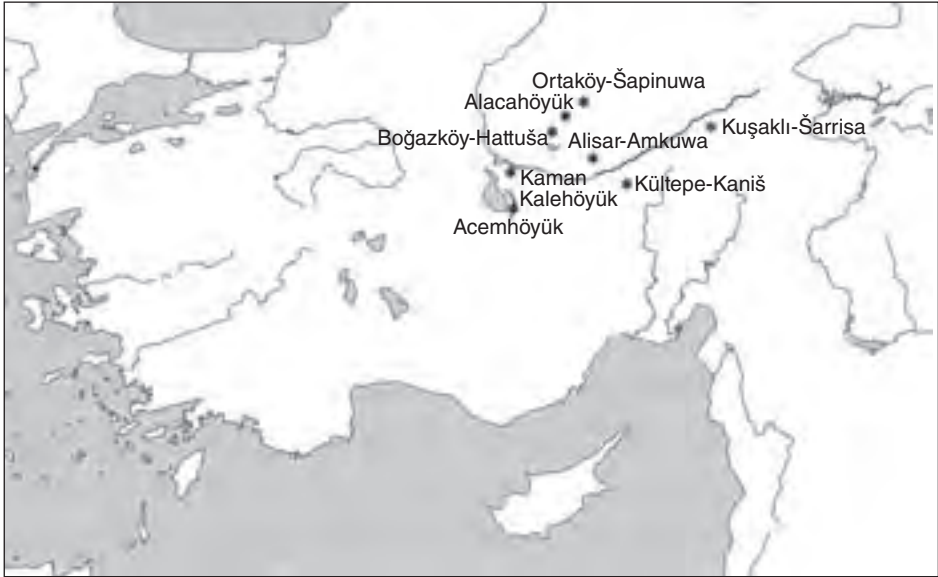 Ortaköy-Šapinuwa
Alacahöyük
Boğazköy-Hattuša
Alisar-Amkuwa
Kuşaklı-Šarrisa
Kaman
Kalehöyük
Kültepe-Kaniš
Acemhöyük